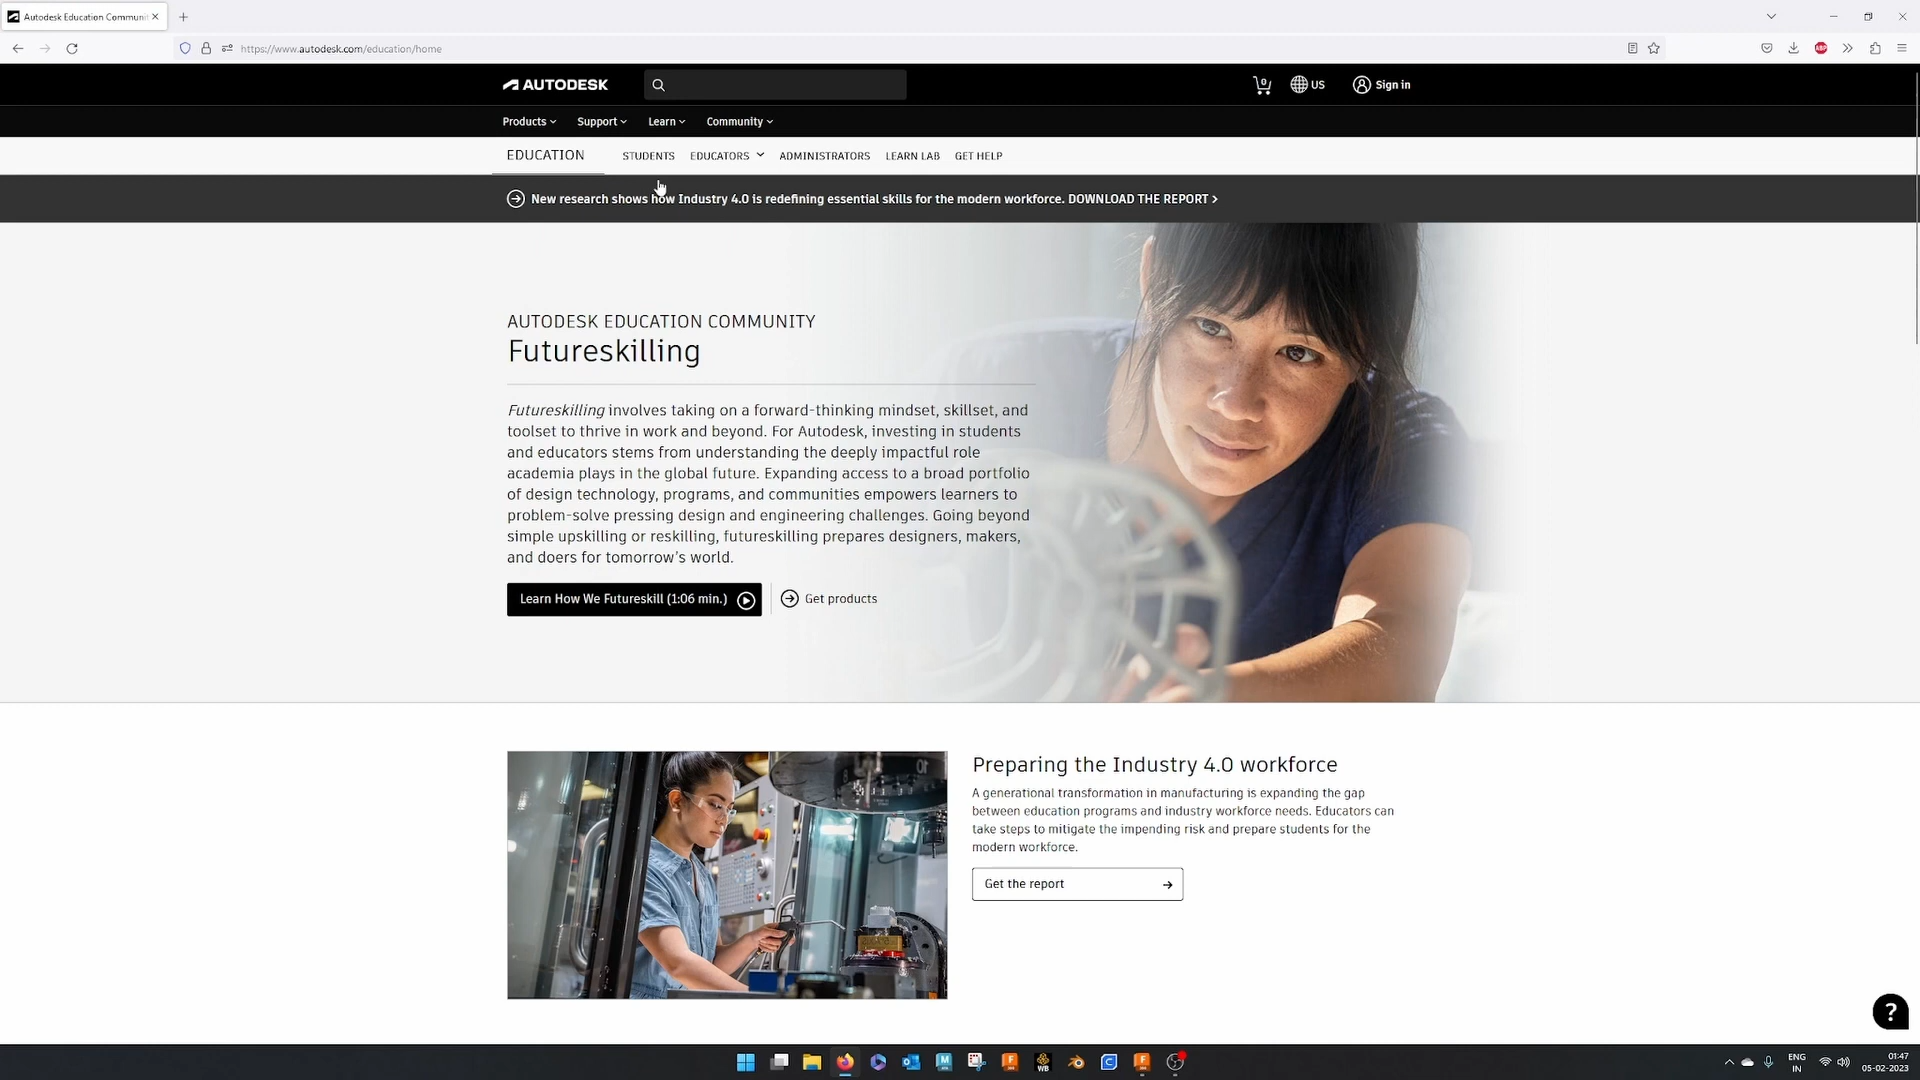 Autodesk Education Communit
https://www.autodesk.com/education/home
ABP
AUTODESK
0
US
Sign in
Products
Support
Learn
Community
EDUCATION
STUDENTS
EDUCATORS
ADMINISTRATORS
LEARN LAB
GET HELP
New research shows how Industry 4.0 is redefining essential skills for the modern workforce. DOWNLOAD THE REPORT >
AUTODESK EDUCATION COMMUNITY
Futureskilling
Futureskilling involves taking on a forward-thinking mindset, skillset, and
toolset to thrive in work and beyond. For Autodesk, investing in students
and educators stems from understanding the deeply impactful role
academia plays in the global future. Expanding access to a broad portfolio
of design technology, programs, and communities empowers learners to
problem-solve pressing design and engineering challenges. Going beyond
simple upskilling or reskilling, futureskilling prepares designers, makers,
and doers for tomorrow's world.
Learn How We Futureskill (1:06 min.)
Get products
Preparing the Industry 4.0 workforce
A generational transformation in manufacturing is expanding the gap
between education programs and industry workforce needs. Educators can
take steps to mitigate the impending risk and prepare students for the
modern workforce.
Get the report
?
WB
ENG
IN
01:47
05-02-2023